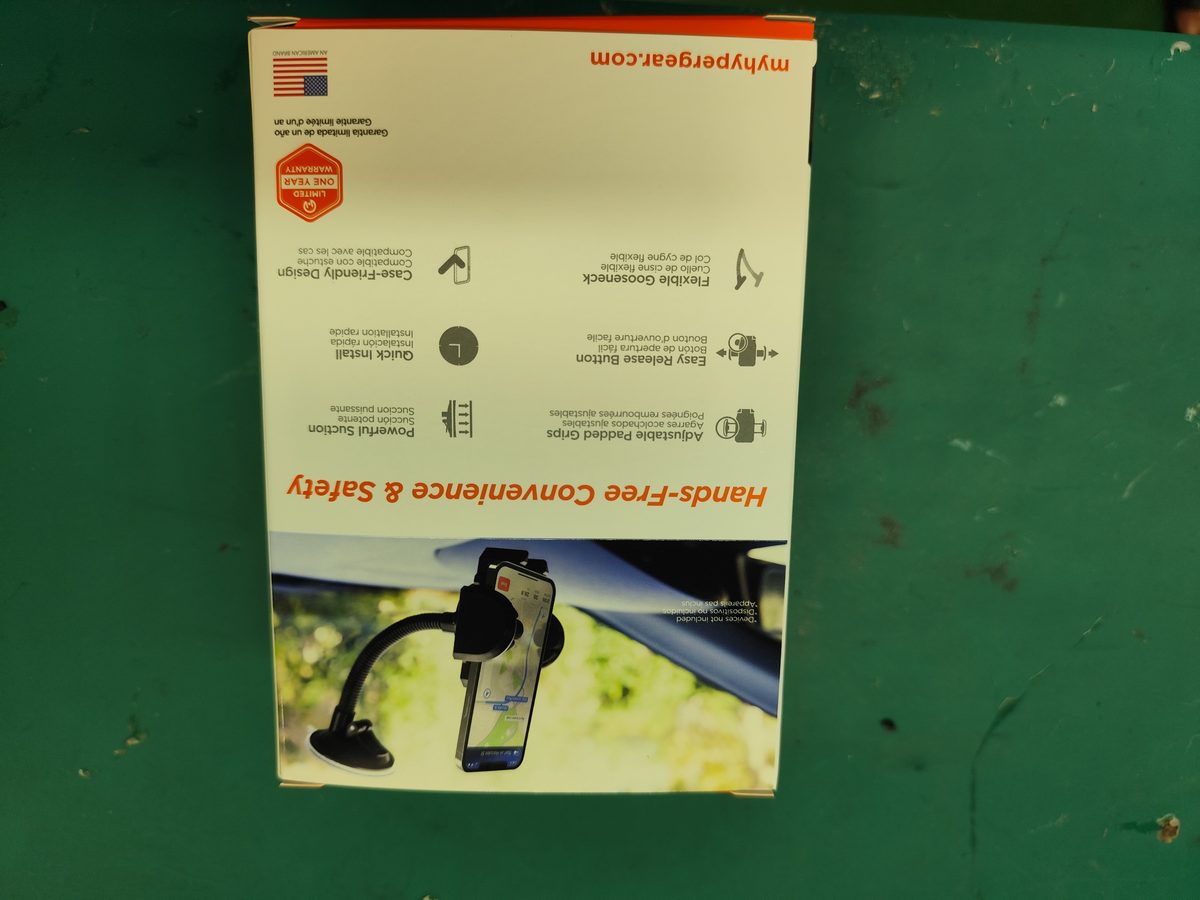 *Devices not included
*Dispositivos no incluidos
*Appareils pas inclus
Hands-Free Convenience & Safety
Adjustable Padded Grips
Agarres acolchados ajustables
Poignées rembourrées ajustables
Powerful Suction
Succión potente
Succion puissante
Easy Release Button
Botón de apertura fácil
Bouton d'ouverture facile
Quick Install
Instalación rápida
Installation rapide
Flexible Gooseneck
Cuello de cisne flexible
Col de cygne flexible
Case-Friendly Design
Compatible con estuche
Compatible avec les cas
LIMITED
ONE YEAR
WARRANTY
Garantía limitada de un año
Garantie limitée d'un an
AN AMERICAN BRAND
myhypergear.com